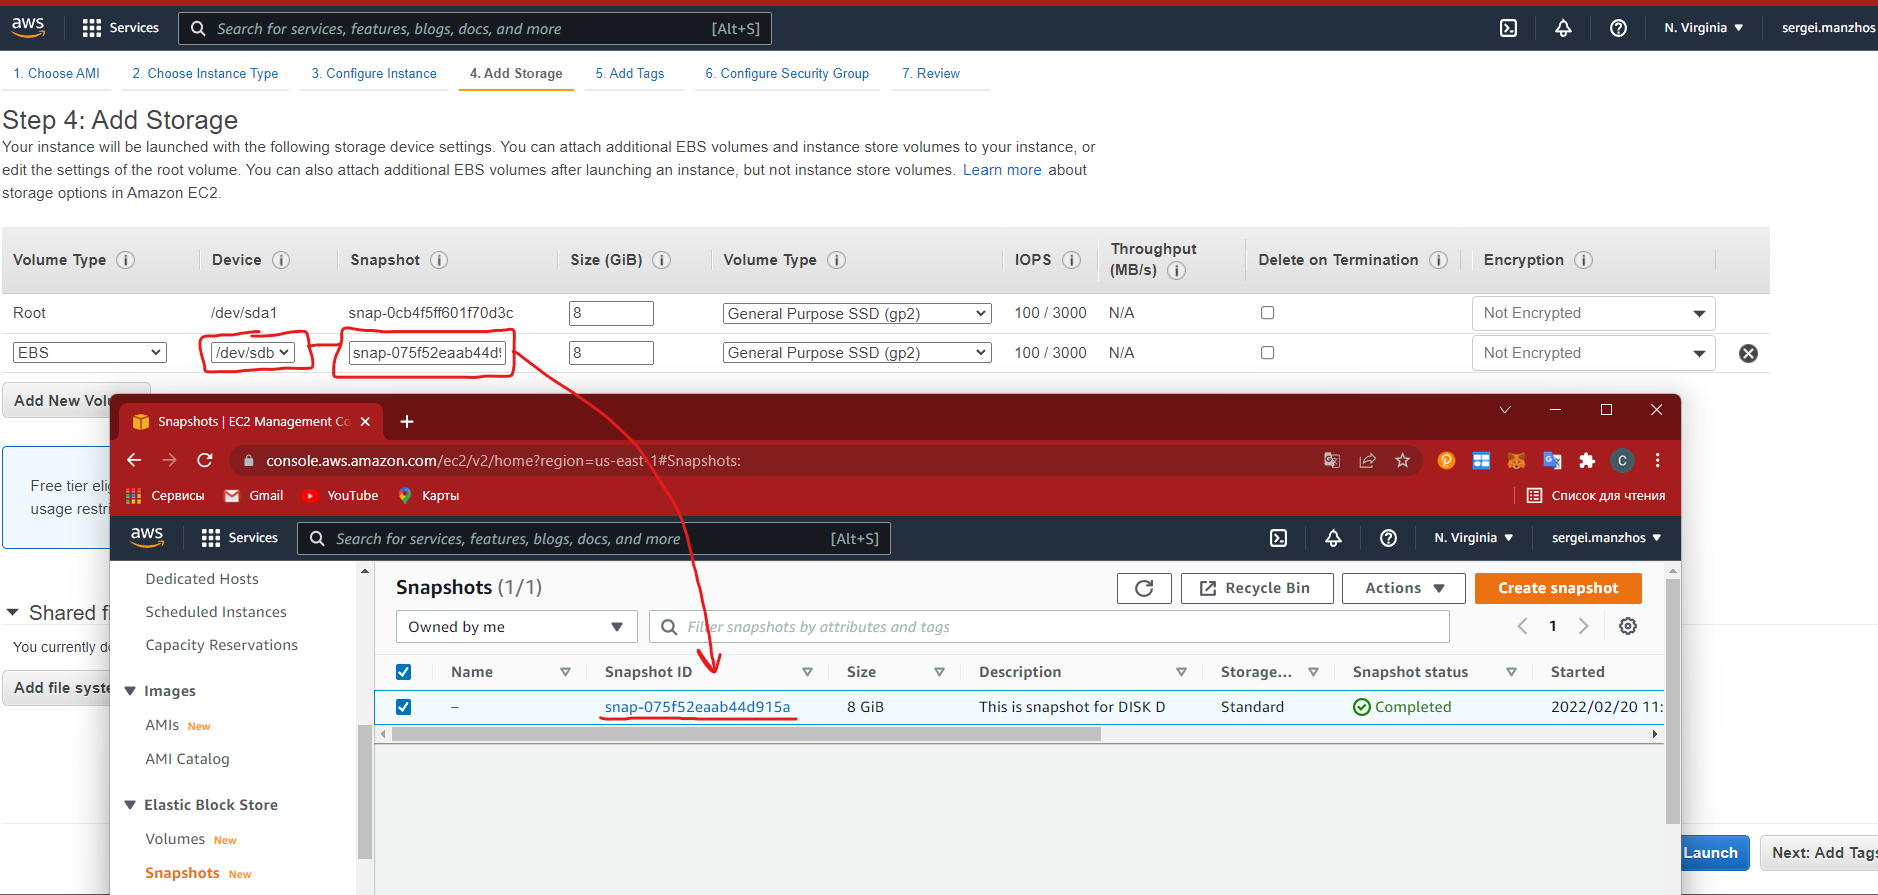 aws Services Search for services, features, blogs, docs, and more [Alt+S] N. Virginia sergei.manzhos
1. Choose AMI 2. Choose Instance Type 3. Configure Instance 4. Add Storage 5. Add Tags 6. Configure Security Group 7. Review
Step 4: Add Storage
Your instance will be launched with the following storage device settings. You can attach additional EBS volumes and instance store volumes to your instance, or
edit the settings of the root volume. You can also attach additional EBS volumes after launching an instance, but not instance store volumes. Learn more about
storage options in Amazon EC2.
Volume Type Device Snapshot Size (GiB) Volume Type IOPS Throughput (MB/s) Delete on Termination Encryption
Root /dev/sda1 snap-0cb4f5ff601f70d3c 8 General Purpose SSD (gp2) 100 / 3000 N/A Not Encrypted
EBS /dev/sdb snap-075f52eaab44d9 8 General Purpose SSD (gp2) 100 / 3000 N/A Not Encrypted
Add New Volu
Snapshots | EC2 Management Co
console.aws.amazon.com/ec2/v2/home?region=us-east-1#Snapshots: C
Free tier elig
usage restri
Сервисы Gmail YouTube Карты Список для чтения
aws Services Search for services, features, blogs, docs, and more [Alt+S] N. Virginia sergei.manzhos
Dedicated Hosts
Scheduled Instances
Capacity Reservations
Images
AMIs New
AMI Catalog
Elastic Block Store
Volumes New
Snapshots New
Snapshots (1/1) Recycle Bin Actions Create snapshot
Owned by me Filter snapshots by attributes and tags 1
Name Snapshot ID Size Description Storage... Snapshot status Started
– snap-075f52eaab44d915a 8 GiB This is snapshot for DISK D Standard Completed 2022/02/20 11:
Shared fi
You currently do
Add file syste
Launch Next: Add Tags